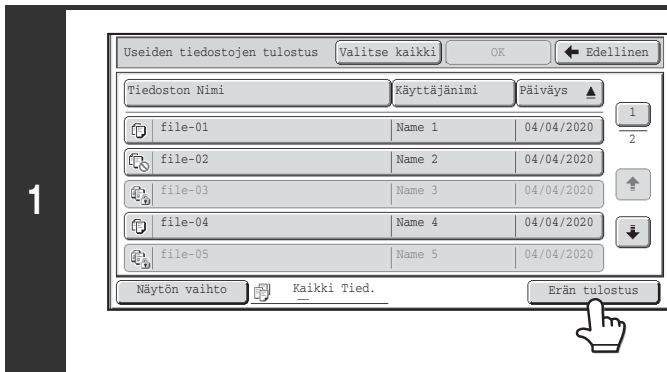 1
Useiden tiedostojen tulostus Valitse kaikki OK Edellinen
Tiedoston Nimi Käyttäjänimi Päiväys
file-01 Name 1 04/04/2020
1
2
file-02 Name 2 04/04/2020
file-03 Name 3 04/04/2020
file-04 Name 4 04/04/2020
file-05 Name 5 04/04/2020
Näytön vaihto Kaikki Tied. Erän tulostus